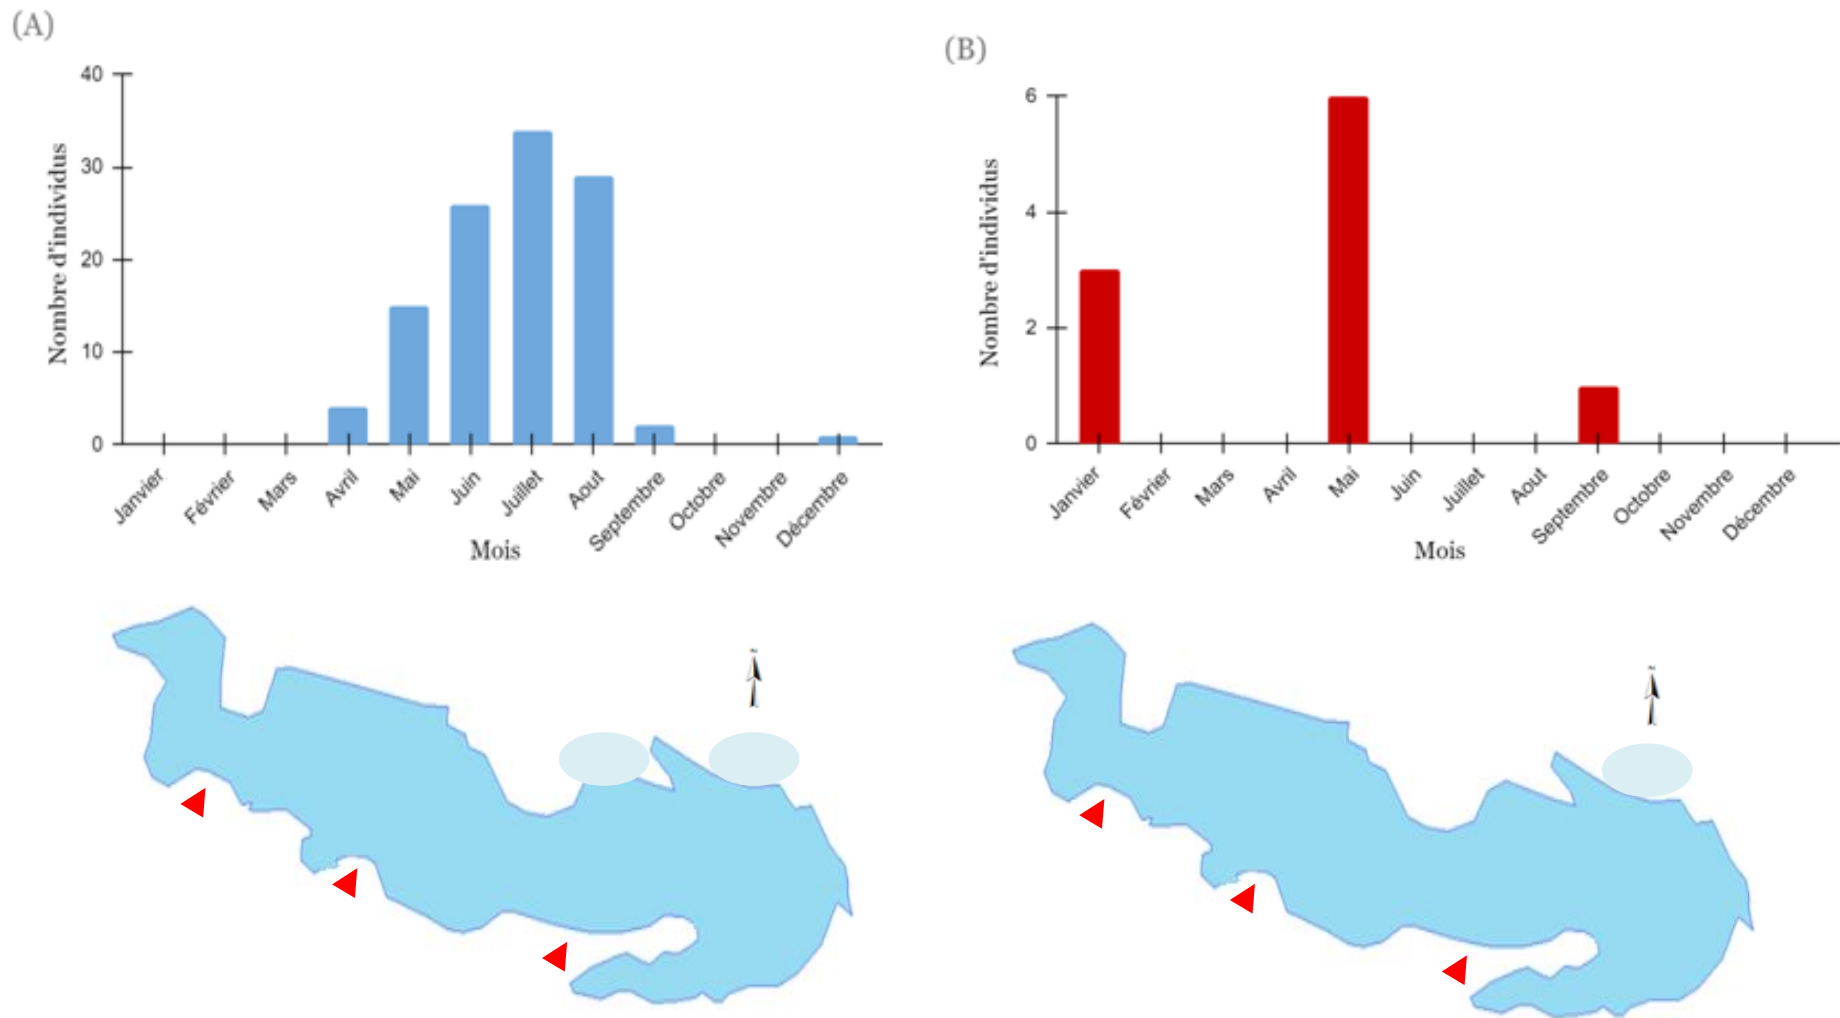 (A)
Nombre d'individus
40
30
20
10
0
Janvier
Février
Mars
Avril
Mai
Juin
Juillet
Aout
Septembre
Octobre
Novembre
Décembre
Mois
(B)
Nombre d'individus
6
4
2
0
Janvier
Février
Mars
Avril
Mai
Juin
Juillet
Aout
Septembre
Octobre
Novembre
Décembre
Mois